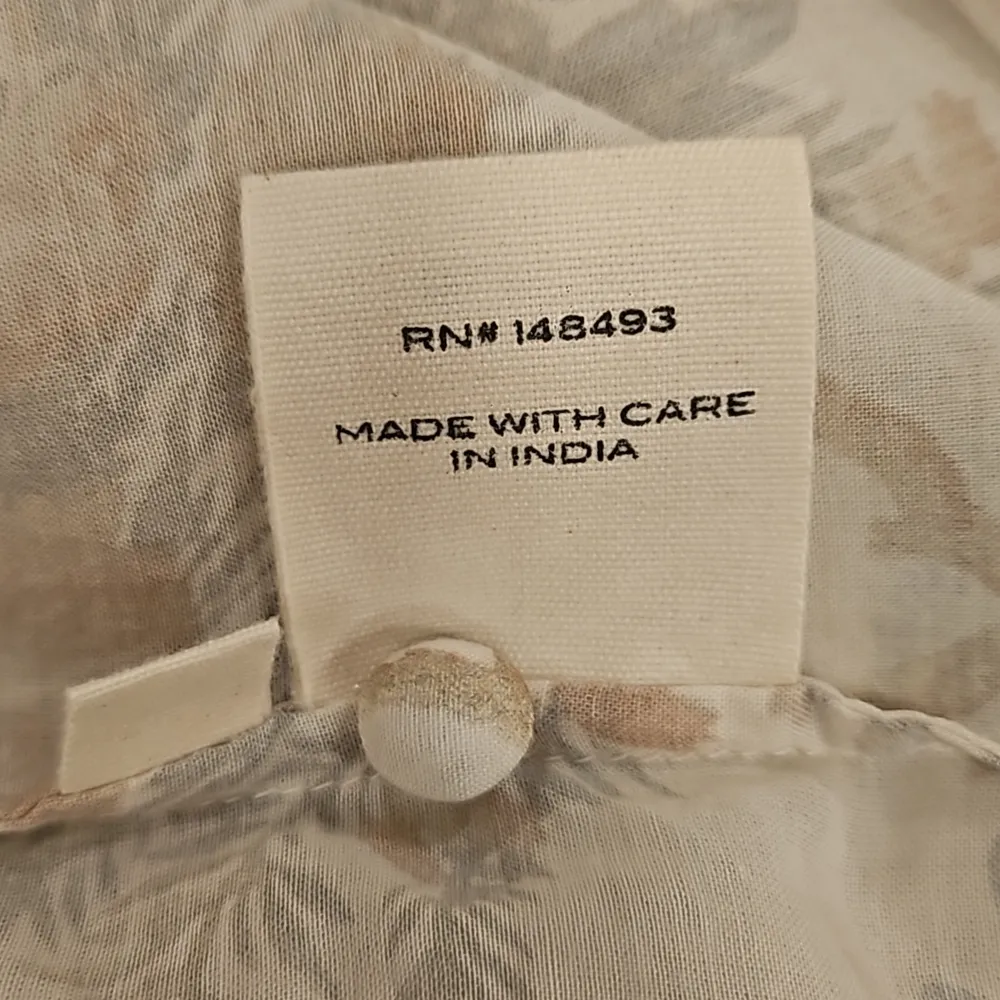 RN# 148493
MADE WITH CARE
IN INDIA